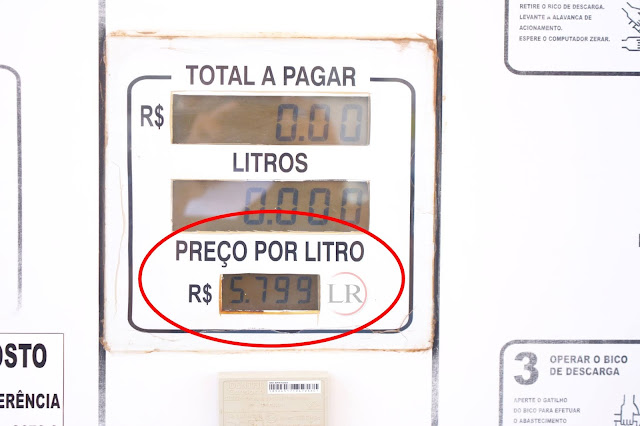 RETIRE O BICO DE DESCARGA.
LEVANTE A ALAVANCA DE
ACIONAMENTO.
ESPERE O COMPUTADOR ZERAR.
TOTAL A PAGAR
R$ 0.00
LITROS
0.000
PREÇO POR LITRO
R$ 5.799 LR
OSTO
ERÊNCIA
3 OPERAR O BICO
DE DESCARGA
APERTE O GATILHO
DO BICO PARA EFETUAR
O ABASTECIMENTO